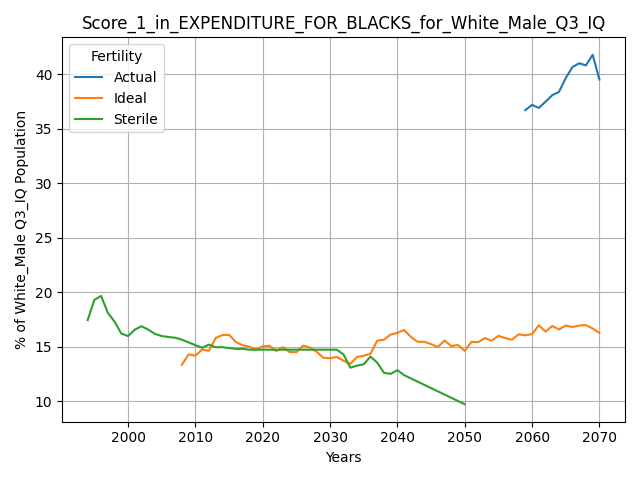 Score_1_in_EXPENDITURE_FOR_BLACKS_for_White_Male_Q3_IQ
Fertility
Actual
Ideal
Sterile
% of White_Male Q3_IQ Population
40
35
30
25
20
15
10
2000
2010
2020
2030
2040
2050
2060
2070
Years